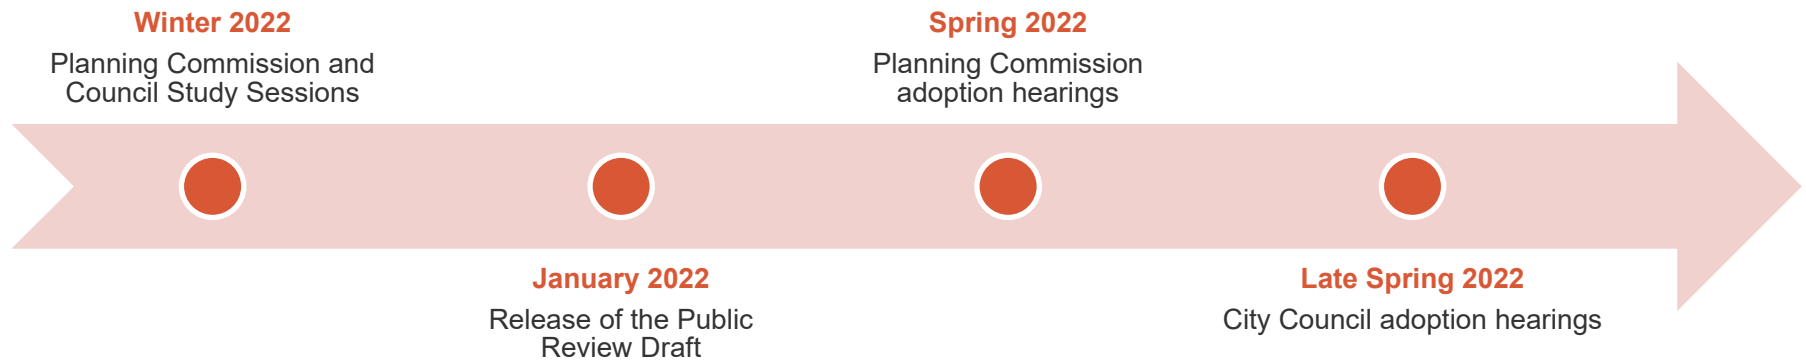 Winter 2022
Planning Commission and
Council Study Sessions
January 2022
Release of the Public
Review Draft
Spring 2022
Planning Commission
adoption hearings
Late Spring 2022
City Council adoption hearings